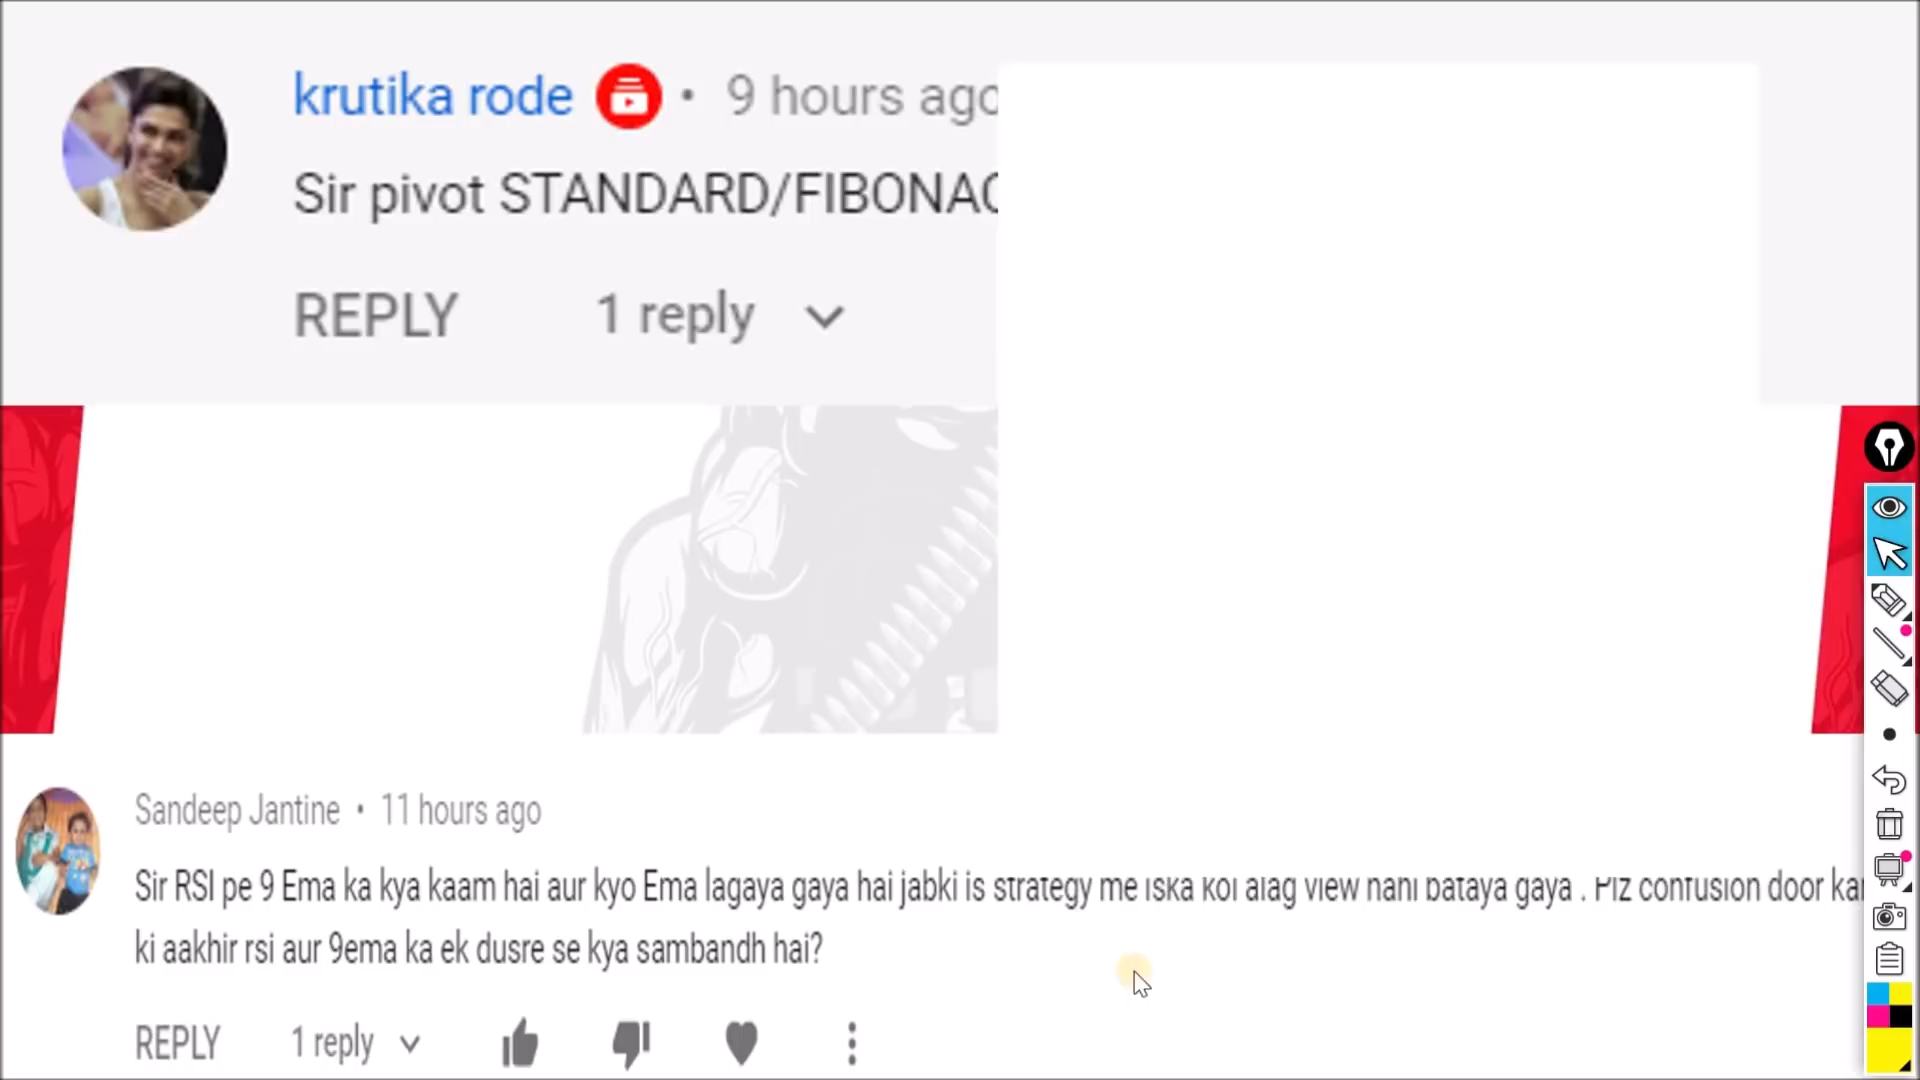 krutika rode • 9 hours ago
Sir pivot STANDARD/FIBONAC
REPLY 1 reply
Sandeep Jantine • 11 hours ago
Sir RSI pe 9 Ema ka kya kaam hai aur kyo Ema lagaya gaya hai jabki is strategy me iska koi alag view nahi bataya gaya . Plz confusion door kar
ki aakhir rsi aur 9ema ka ek dusre se kya sambandh hai?
REPLY 1 reply